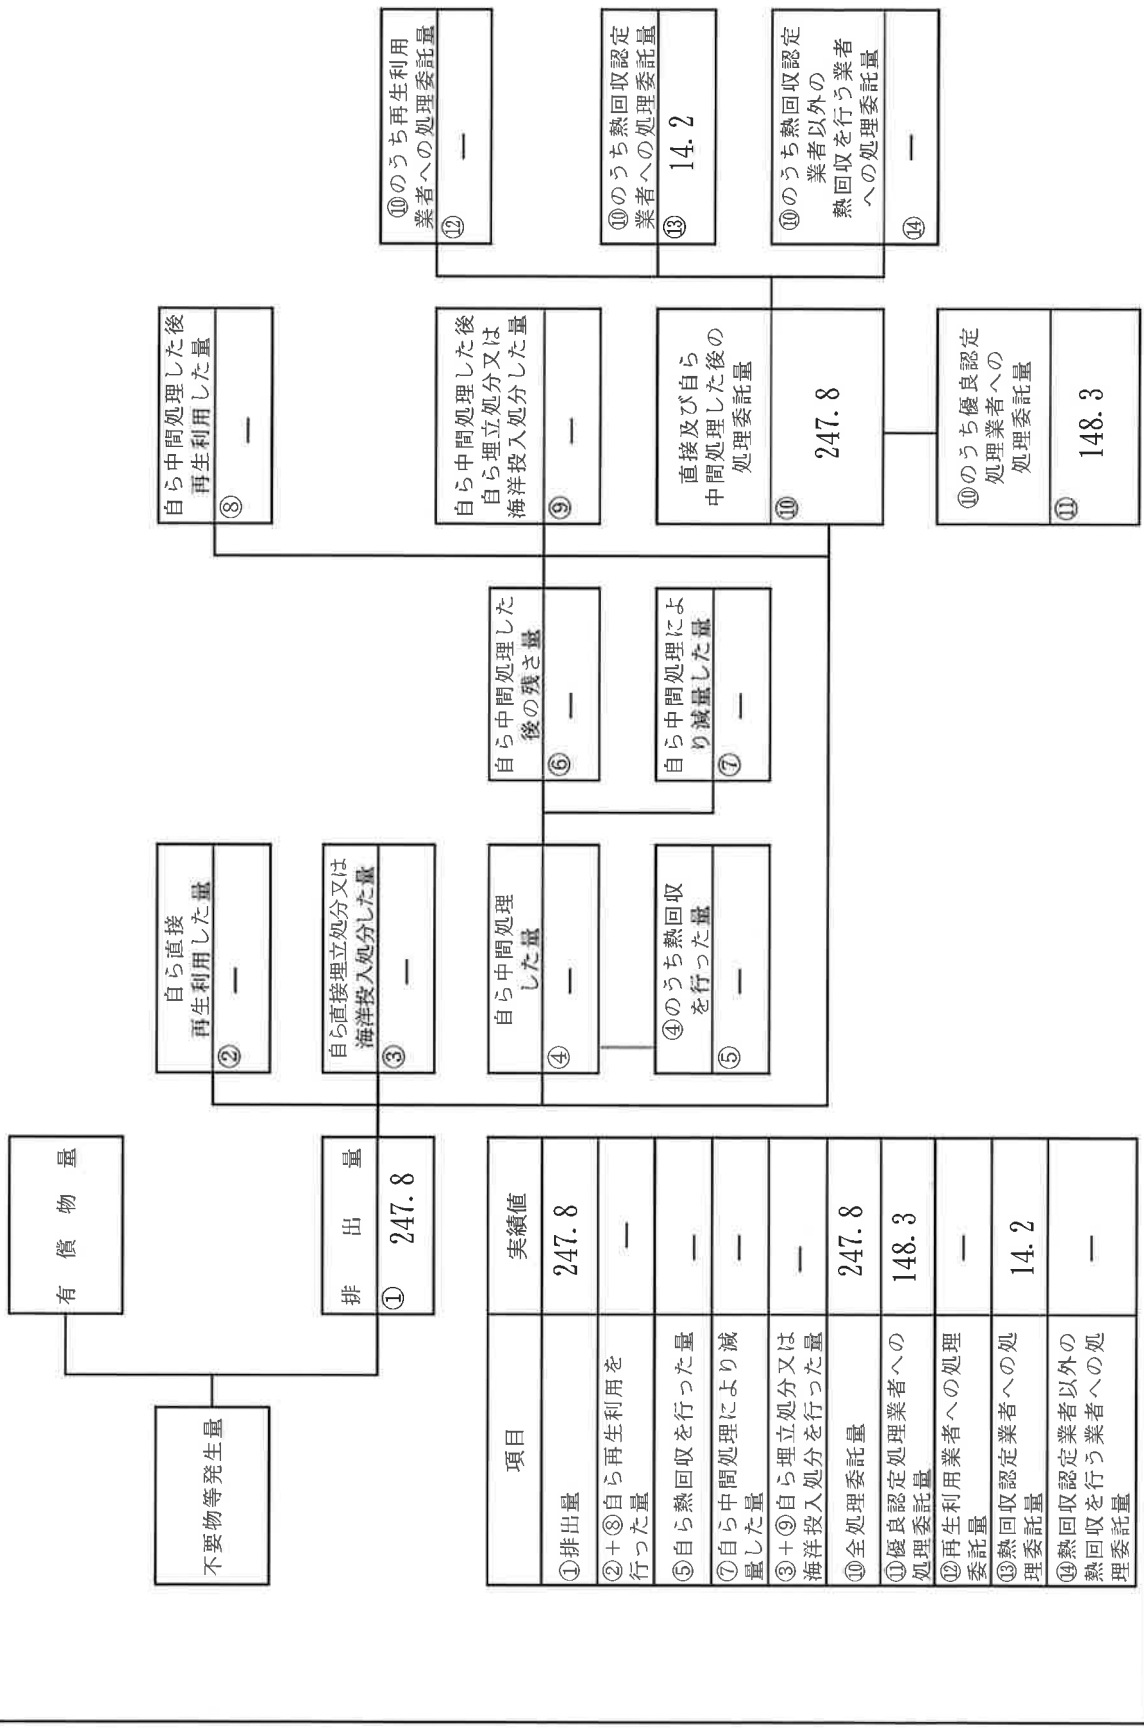 不要物等発生量
有償物量
排出量
①
247.8
自ら直接
再生利用した量
②
―
自ら直接埋立処分又は
海洋投入処分した量
③
―
自ら中間処理
した量
④
―
④のうち熱回収
を行った量
⑤
―
自ら中間処理した
後の残さ量
⑥
―
自ら中間処理によ
り減量した量
⑦
―
自ら中間処理した後
再生利用した量
⑧
―
自ら中間処理した後
自ら埋立処分又は
海洋投入処分した量
⑨
―
直接及び自ら
中間処理した後の
処理委託量
⑩
247.8
⑩のうち優良認定
処理業者への
処理委託量
⑪
148.3
⑩のうち再生利用
業者への処理委託量
⑫
―
⑩のうち熱回収認定
業者への処理委託量
⑬
14.2
⑩のうち熱回収認定
業者以外の
熱回収を行う業者
への処理委託量
⑭
―
項目 実績値
①排出量 247.8
②+⑧自ら再生利用を
行った量 ―
⑤自ら熱回収を行った量 ―
⑦自ら中間処理により減
量した量 ―
③+⑨自ら埋立処分又は
海洋投入処分を行った量 ―
⑩全処理委託量 247.8
⑪優良認定処理業者への
処理委託量 148.3
⑫再生利用業者への処理
委託量 ―
⑬熱回収認定業者への処
理委託量 14.2
⑭熱回収認定業者以外の
熱回収を行う業者への処
理委託量 ―